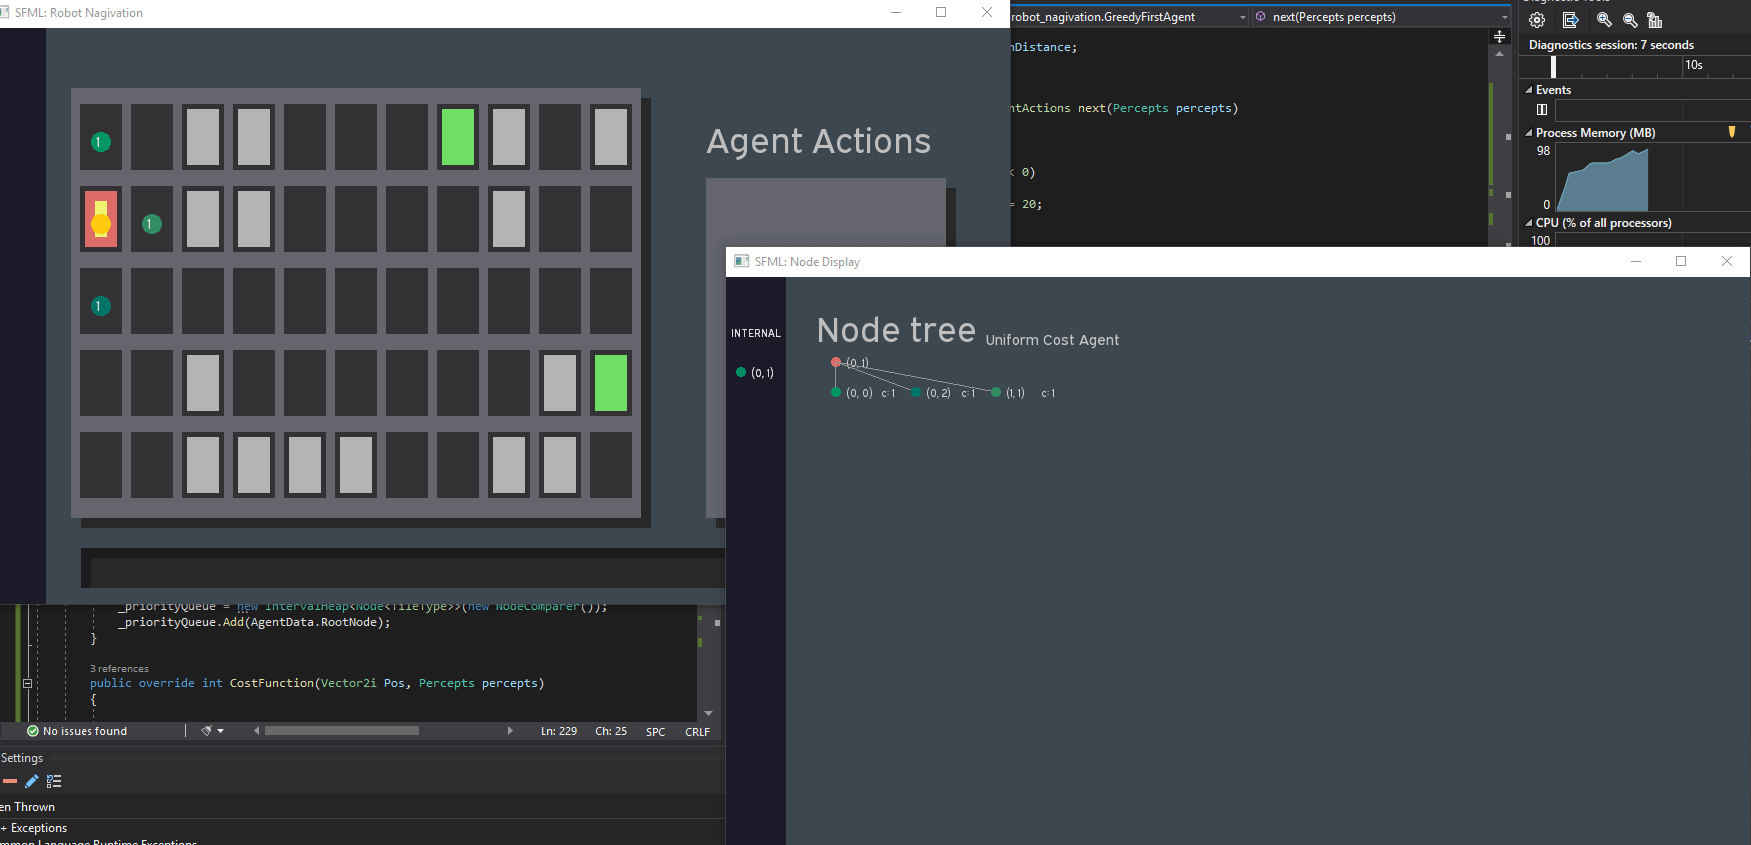 SFML: Robot Nagivation
1
1
1
Agent Actions
robot_nagivation.GreedyFirstAgent
next(Percepts percepts)
nDistance;
ntActions next(Percepts percepts)
< 0)
= 20;
Diagnostics session: 7 seconds
10s
Events
Process Memory (MB)
98
0
CPU (% of all processors)
100
SFML: Node Display
INTERNAL
(0, 1)
Node tree Uniform Cost Agent
(0, 1)
(0, 0) c: 1 (0, 2) c: 1 (1, 1) c: 1
_priorityQueue = new IntervalHeap<Node<TileType>>(new NodeComparer());
_priorityQueue.Add(AgentData.RootNode);
}
3 references
public override int CostFunction(Vector2i Pos, Percepts percepts)
{
No issues found
Ln: 229 Ch: 25 SPC CRLF
Settings
en Thrown
+ Exceptions
mmon Language Runtime Exceptions